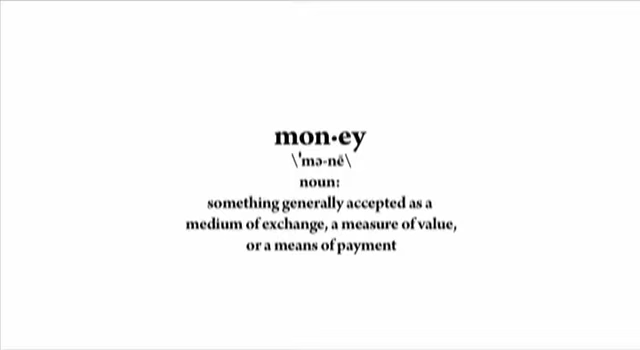 mon·ey
\ˈmə-nē\
noun:
something generally accepted as a
medium of exchange, a measure of value,
or a means of payment